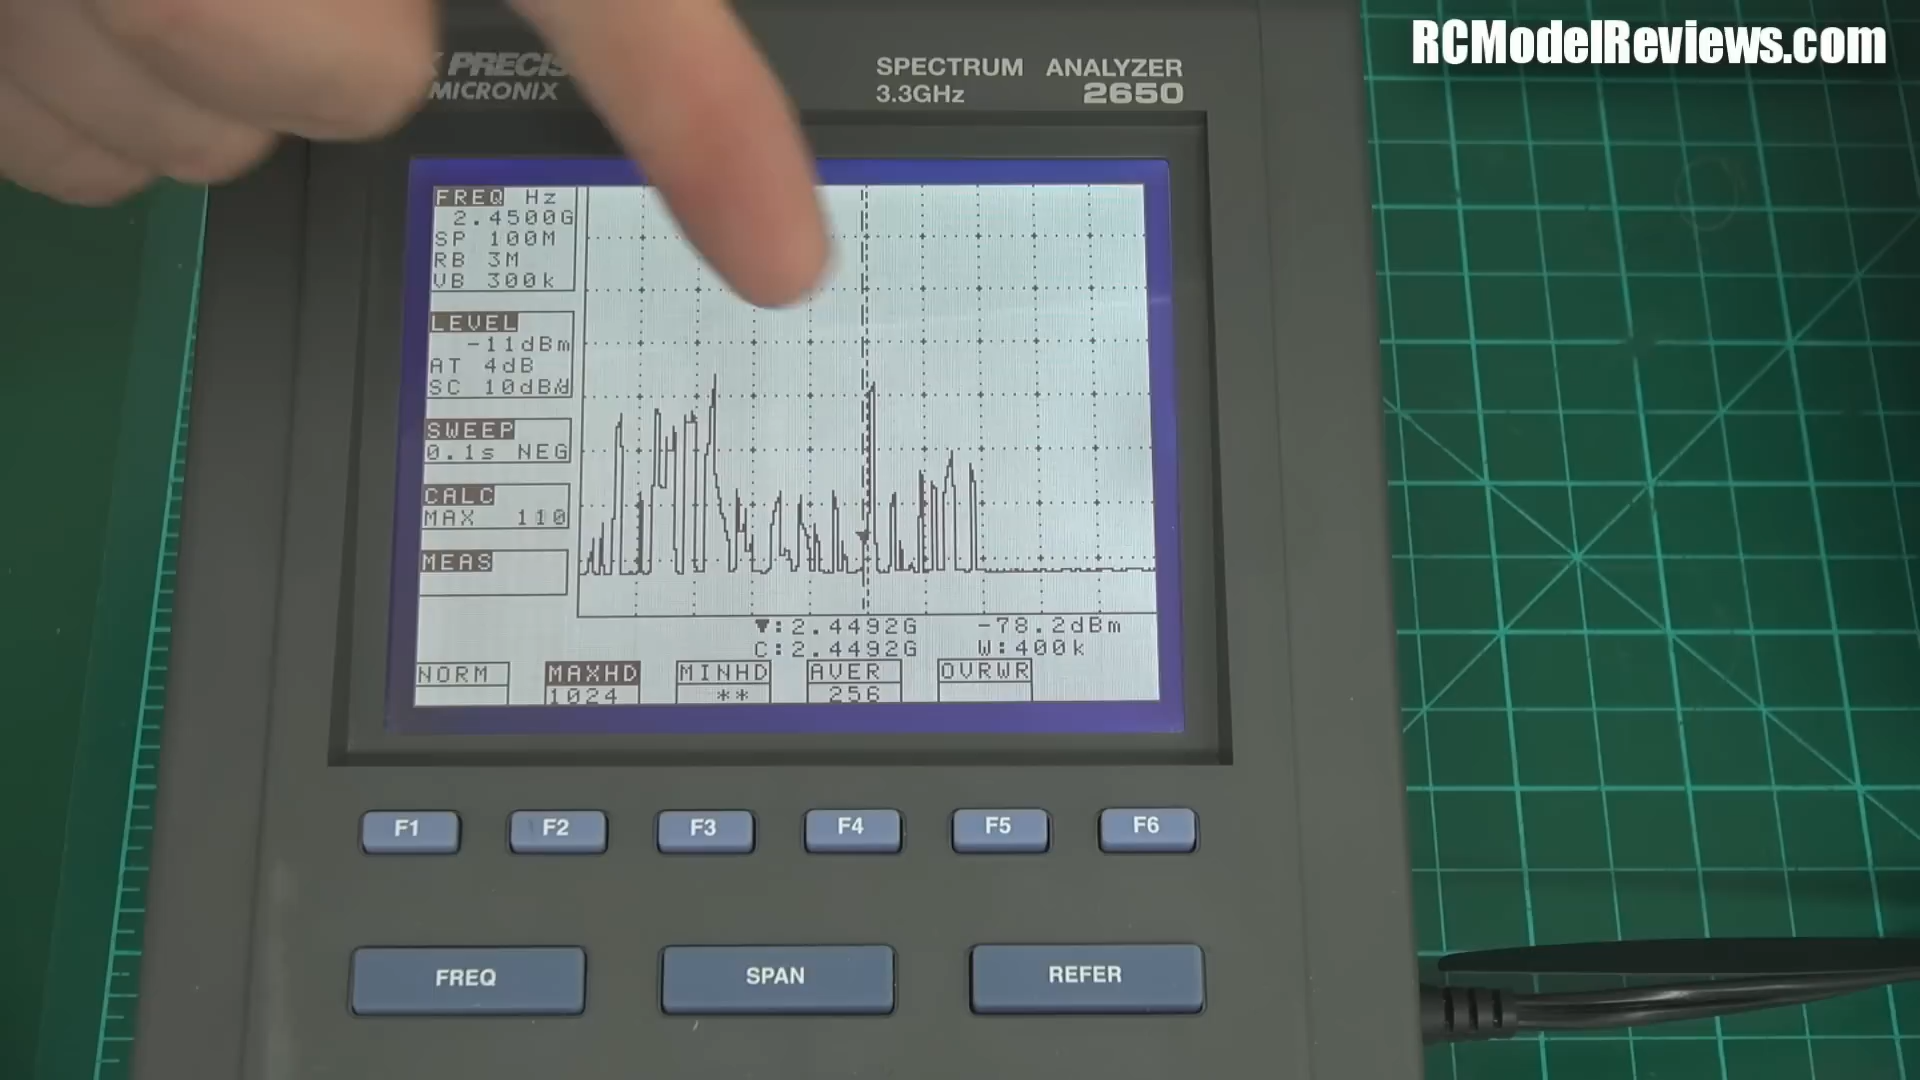 RCModelReviews.com
PRECIS
MICRONIX
SPECTRUM ANALYZER
3.3GHz 2650
FREQ Hz
2.4500G
SP 100M
RB 3M
VB 300k
LEVEL
-11dBm
AT 4dB
SC 10dB/d
SWEEP
0.1s NEG
CALC
MAX 110
MEAS
▼:2.4492G -78.2dBm
C:2.4492G W:400k
NORM MAXHD MINHD AVER OVRWR
1024 ** 256
F1 F2 F3 F4 F5 F6
FREQ SPAN REFER